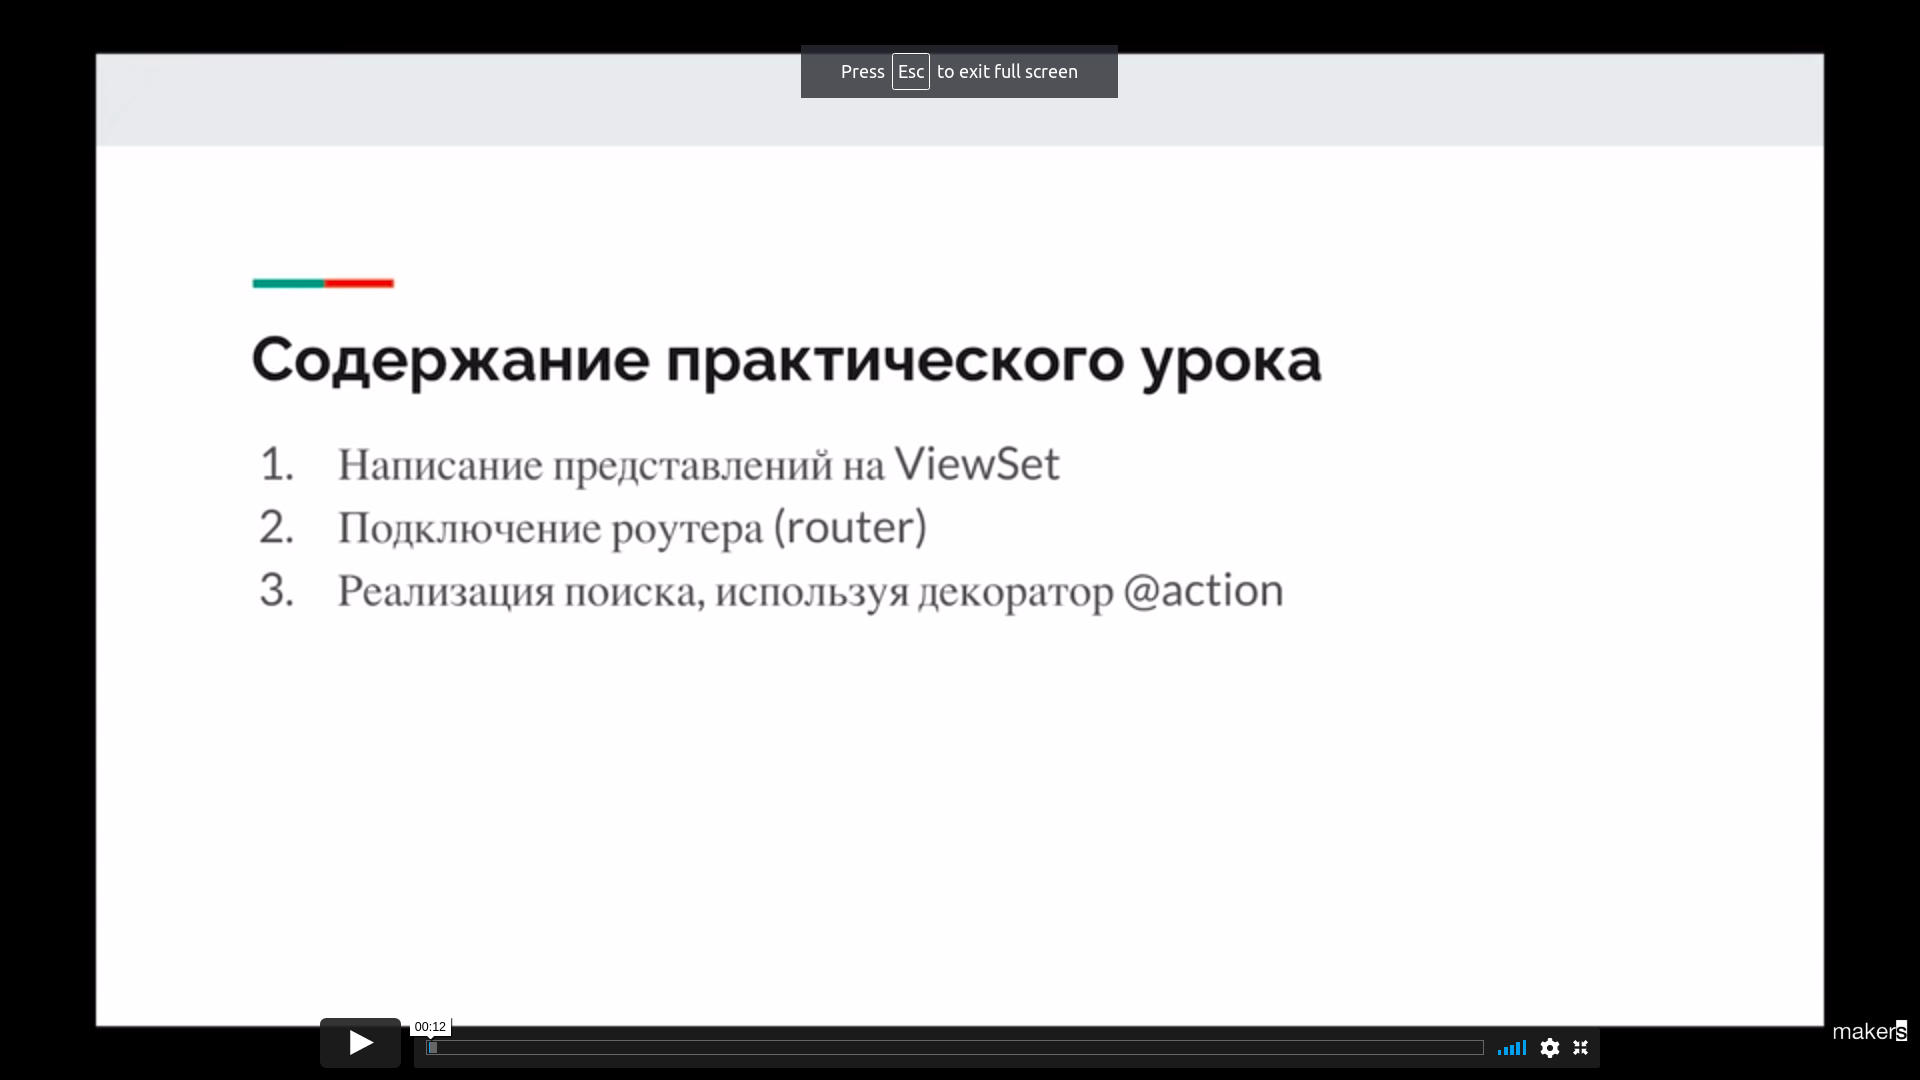 Press Esc to exit full screen
Содержание практического урока
1. Написание представлений на ViewSet
2. Подключение роутера (router)
3. Реализация поиска, используя декоратор @action
00:12
makers